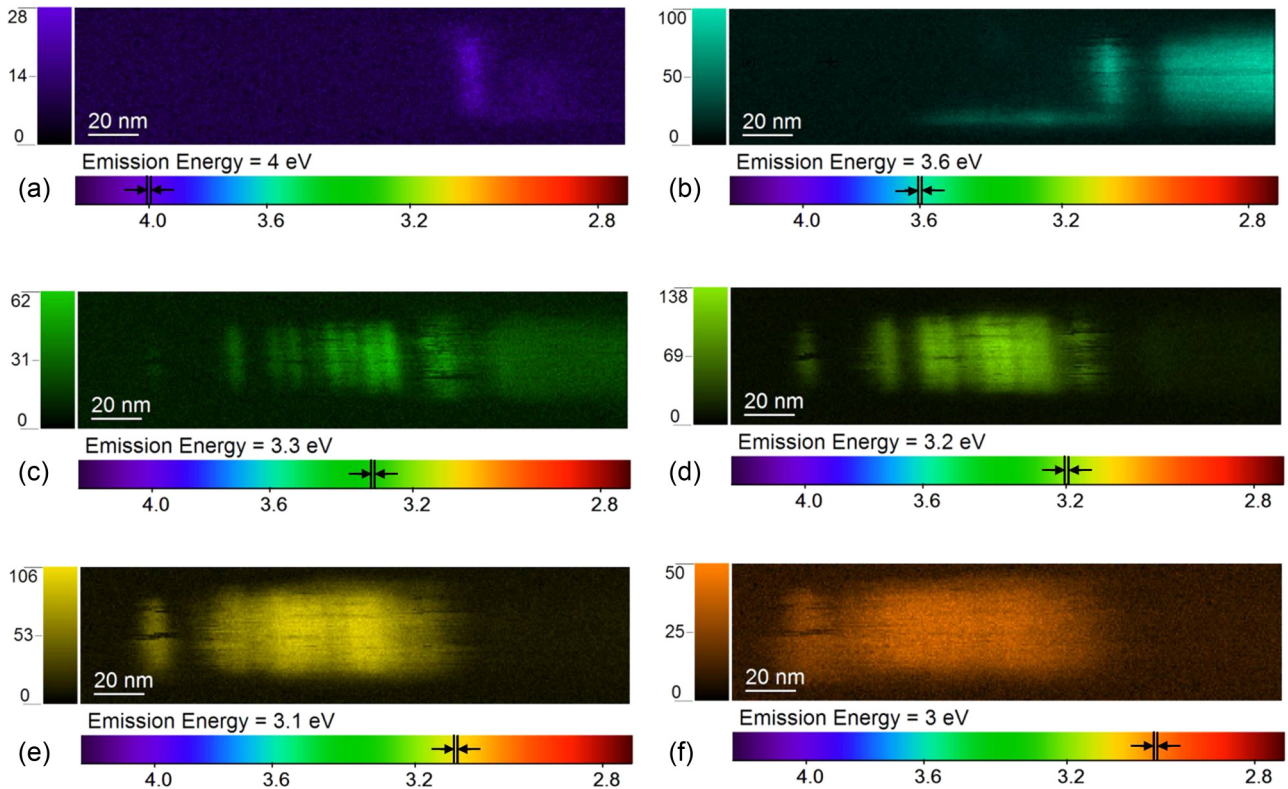 28
14
0
20 nm
Emission Energy = 4 eV
(a)
4.0 3.6 3.2 2.8
100
50
0
20 nm
Emission Energy = 3.6 eV
(b)
4.0 3.6 3.2 2.8
62
31
0
20 nm
Emission Energy = 3.3 eV
(c)
4.0 3.6 3.2 2.8
138
69
0
20 nm
Emission Energy = 3.2 eV
(d)
4.0 3.6 3.2 2.8
106
53
0
20 nm
Emission Energy = 3.1 eV
(e)
4.0 3.6 3.2 2.8
50
25
0
20 nm
Emission Energy = 3 eV
(f)
4.0 3.6 3.2 2.8